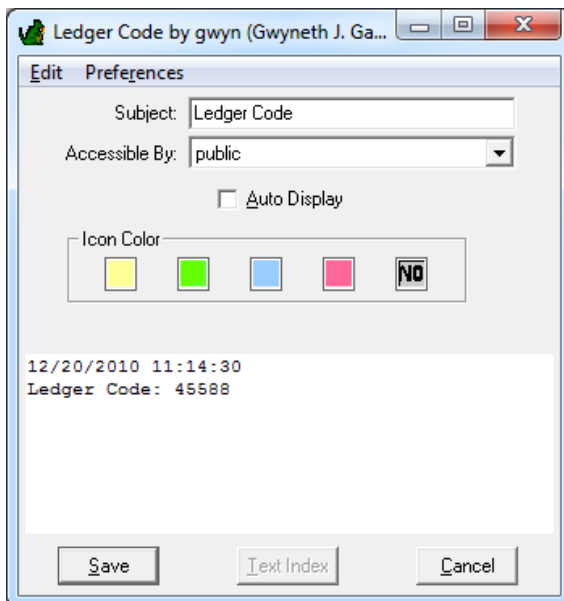 Ledger Code by gwyn (Gwyneth J. Ga...
Edit Preferences
Subject: Ledger Code
Accessible By: public
Auto Display
Icon Color
NO
12/20/2010 11:14:30
Ledger Code: 45588
Save Text Index Cancel